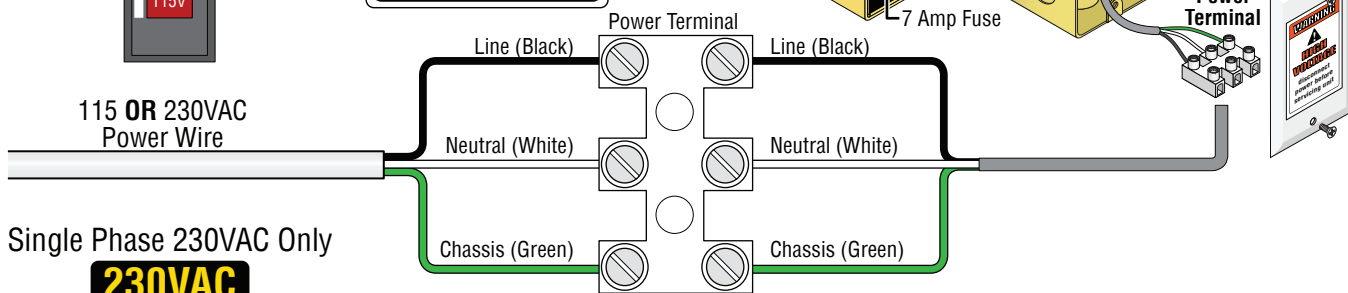 115V
Power Terminal
7 Amp Fuse
Power
Terminal
Line (Black)
Line (Black)
115 OR 230VAC
Power Wire
Neutral (White)
Neutral (White)
Chassis (Green)
Chassis (Green)
Single Phase 230VAC Only
230VAC
WARNING
HIGH
VOLTAGE
disconnect
power before
servicing unit